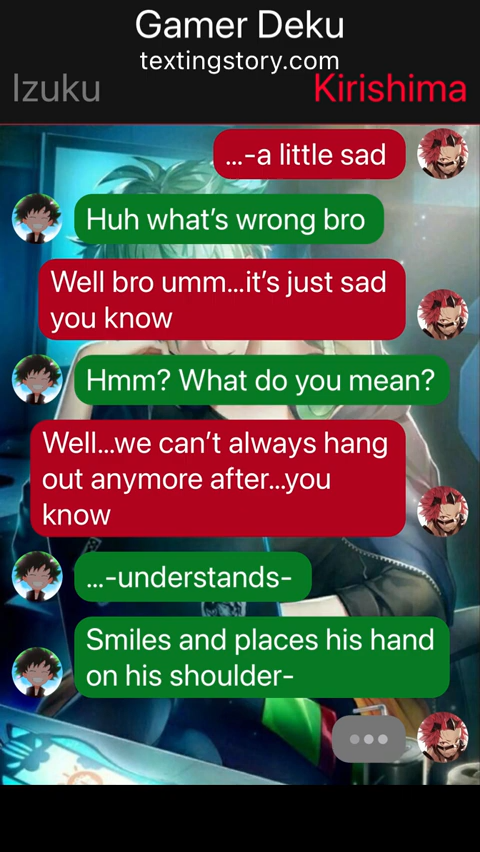 Gamer Deku
textingstory.com
Izuku
Kirishima
...-a little sad
Huh what’s wrong bro
Well bro umm...it’s just sad
you know
Hmm? What do you mean?
Well...we can’t always hang
out anymore after...you
know
...-understands-
Smiles and places his hand
on his shoulder-